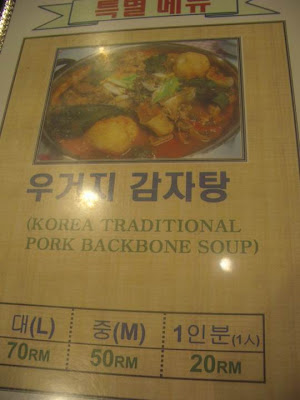 특별메뉴
우거지 감자탕
(KOREA TRADITIONAL
PORK BACKBONE SOUP)
대(L) 중(M) 1인분(1人)
70RM 50RM 20RM